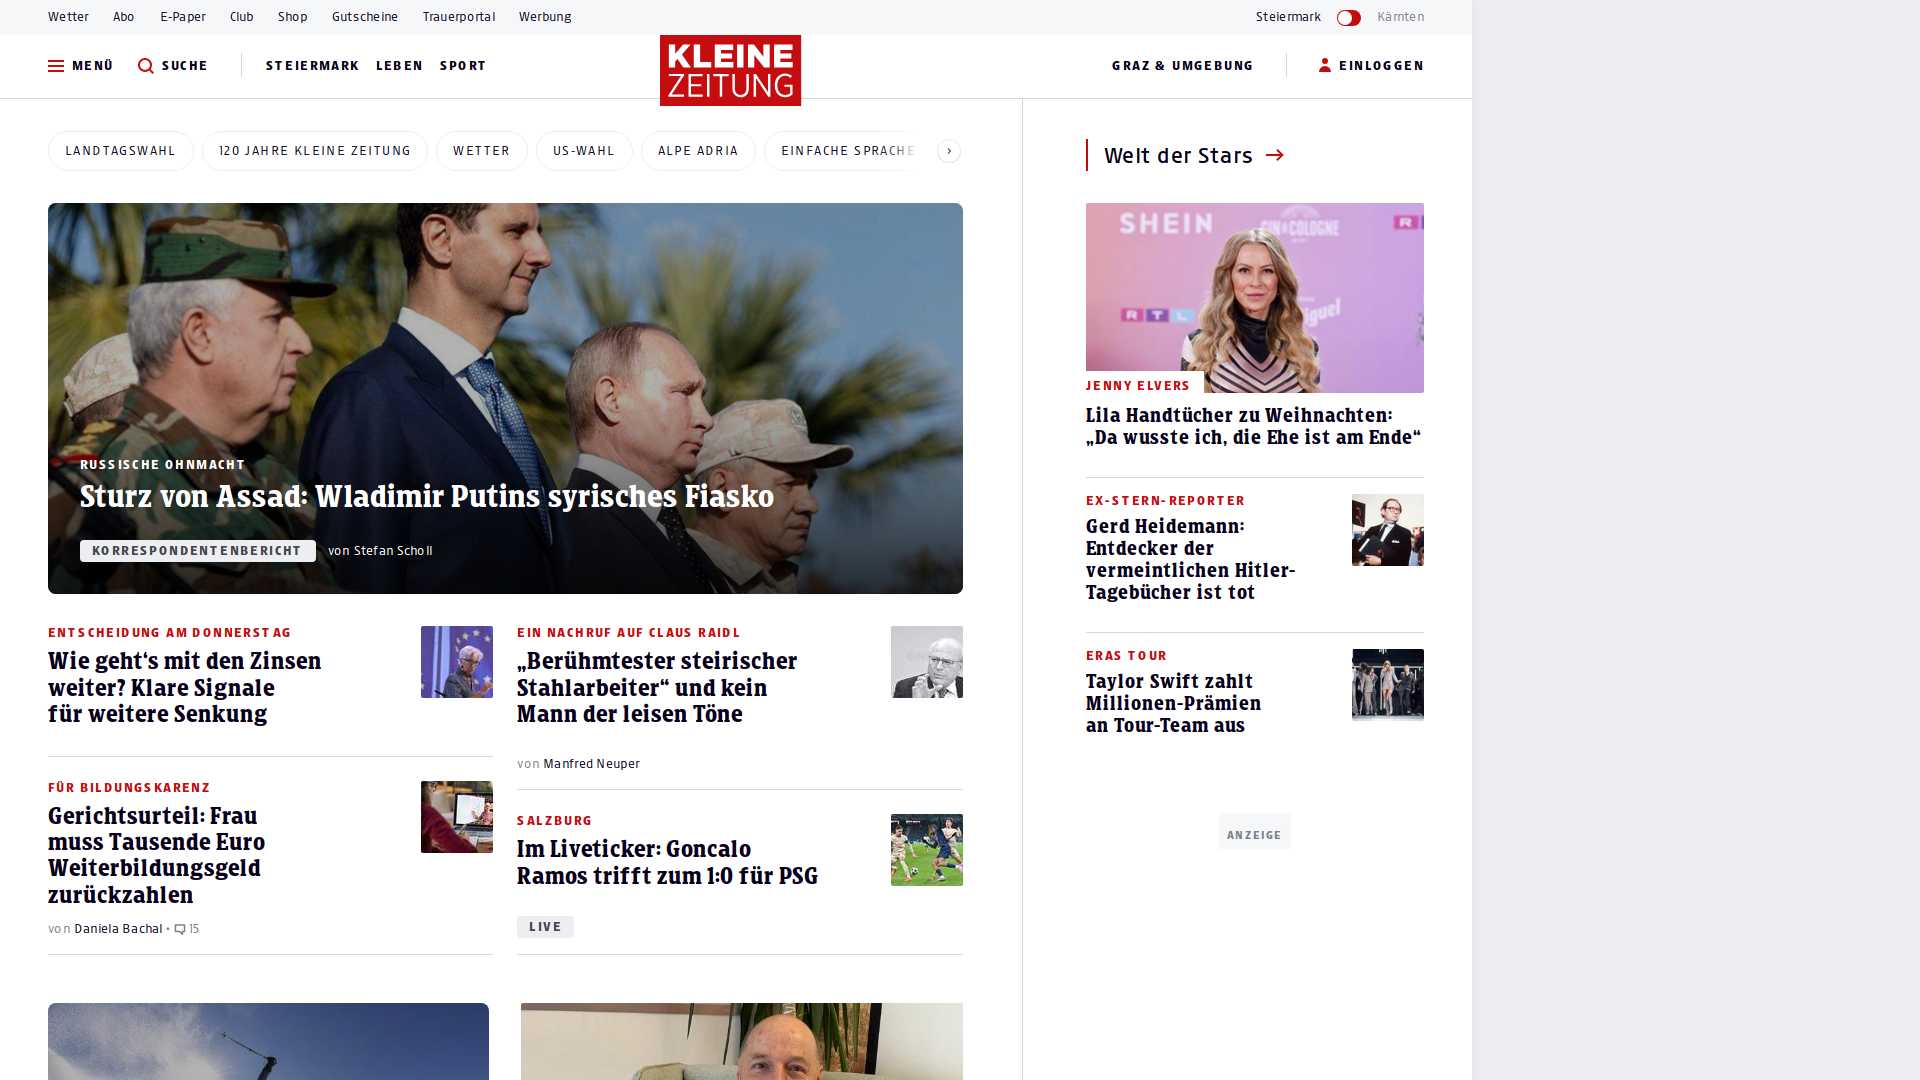 Wetter Abo E-Paper Club Shop Gutscheine Trauerportal Werbung Steiermark Kärnten
MENÜ SUCHE STEIERMARK LEBEN SPORT KLEINE ZEITUNG GRAZ & UMGEBUNG EINLOGGEN
LANDTAGSWAHL 120 JAHRE KLEINE ZEITUNG WETTER US-WAHL ALPE ADRIA EINFACHE SPRACHE
RUSSISCHE OHNMACHT
Sturz von Assad: Wladimir Putins syrisches Fiasko
KORRESPONDENTENBERICHT von Stefan Scholl
ENTSCHEIDUNG AM DONNERSTAG
Wie geht‘s mit den Zinsen
weiter? Klare Signale
für weitere Senkung
FÜR BILDUNGSKARENZ
Gerichtsurteil: Frau
muss Tausende Euro
Weiterbildungsgeld
zurückzahlen
von Daniela Bachal • 15
EIN NACHRUF AUF CLAUS RAIDL
„Berühmtester steirischer
Stahlarbeiter“ und kein
Mann der leisen Töne
von Manfred Neuper
SALZBURG
Im Liveticker: Goncalo
Ramos trifft zum 1:0 für PSG
LIVE
Welt der Stars
SHEIN
GIN & COLOGNE
R
RTL
JENNY ELVERS
Lila Handtücher zu Weihnachten:
„Da wusste ich, die Ehe ist am Ende“
EX-STERN-REPORTER
Gerd Heidemann:
Entdecker der
vermeintlichen Hitler-
Tagebücher ist tot
ERAS TOUR
Taylor Swift zahlt
Millionen-Prämien
an Tour-Team aus
ANZEIGE